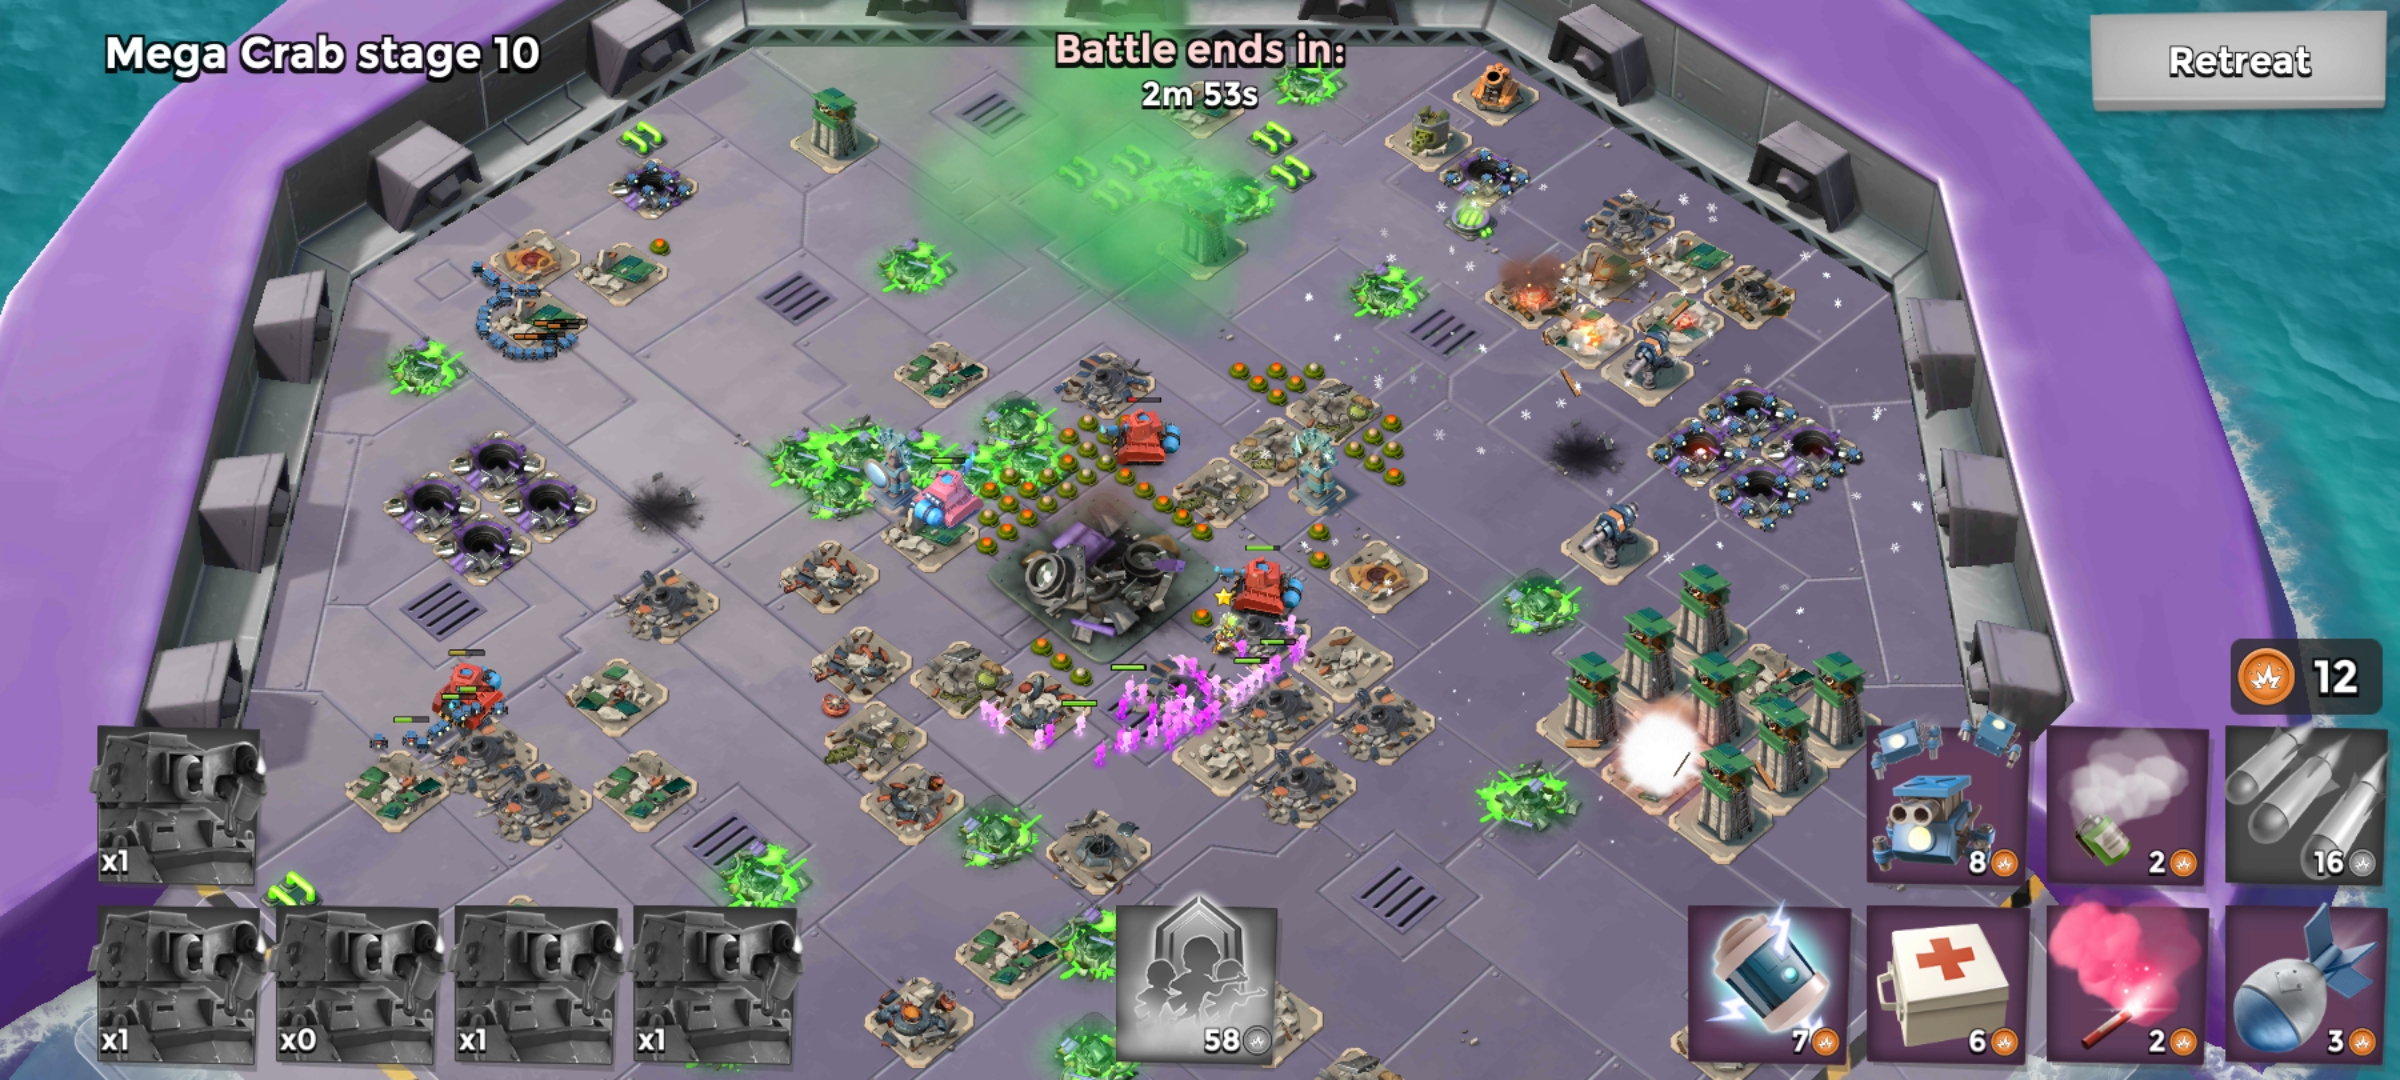 Mega Crab stage 10
Battle ends in:
2m 53s
Retreat
12
x1
8
2
16
x1
x0
x1
x1
58
7
6
2
3